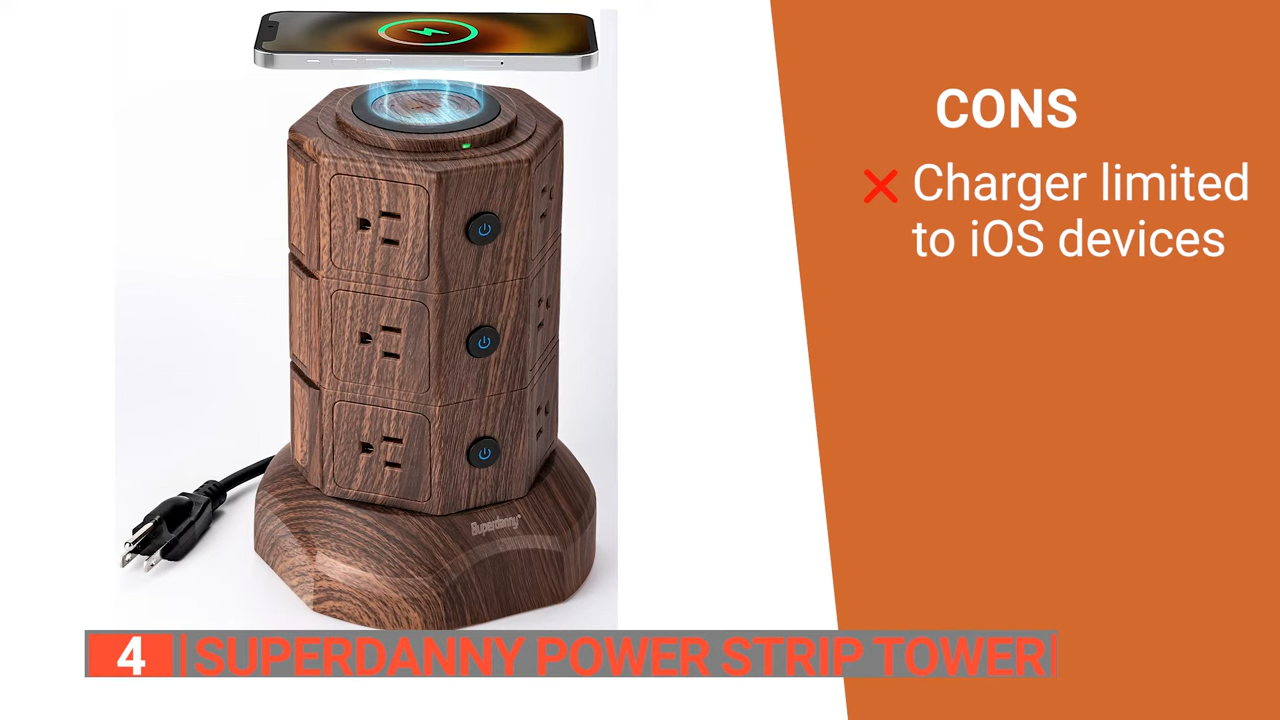 CONS
Charger limited
to iOS devices
Superdanny
4 SUPERDANNY POWER STRIP TOWER